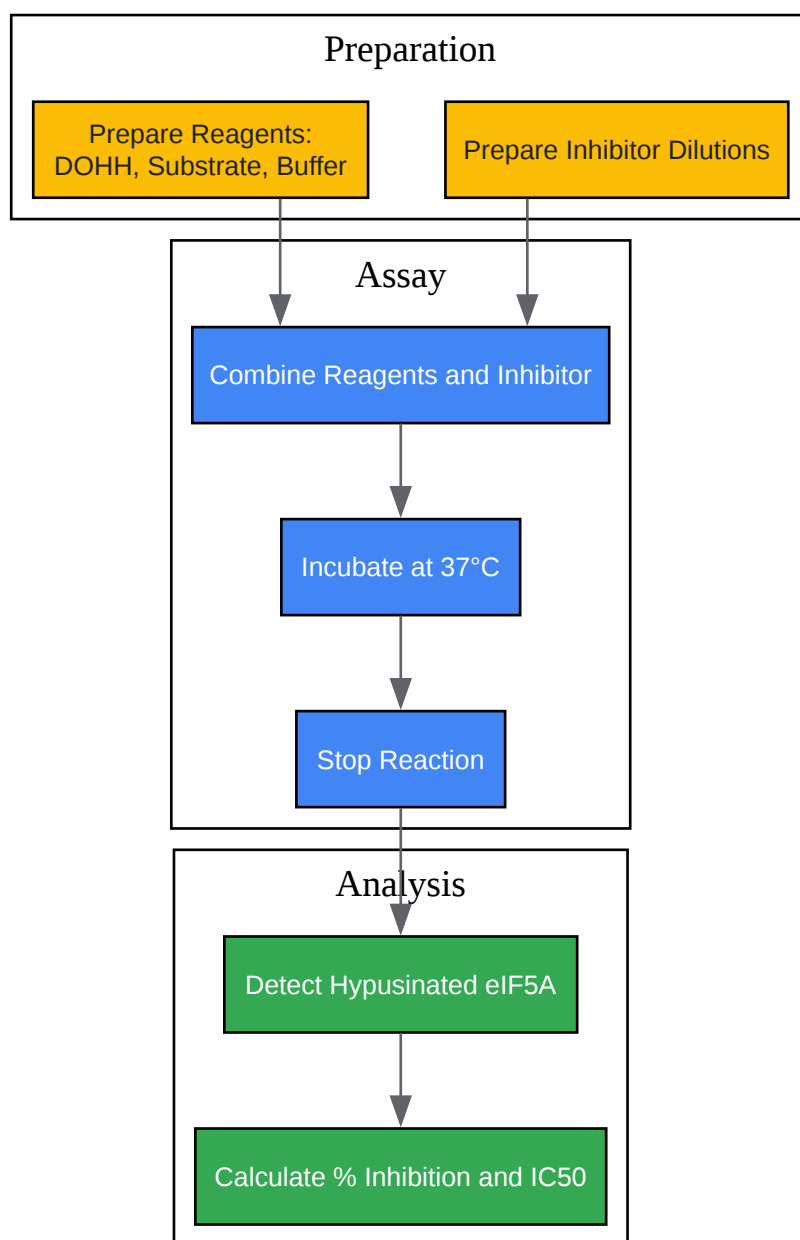 Preparation
Prepare Reagents:
DOHH, Substrate, Buffer
Prepare Inhibitor Dilutions
Assay
Combine Reagents and Inhibitor
Incubate at 37°C
Stop Reaction
Analysis
Detect Hypusinated eIF5A
Calculate % Inhibition and IC50